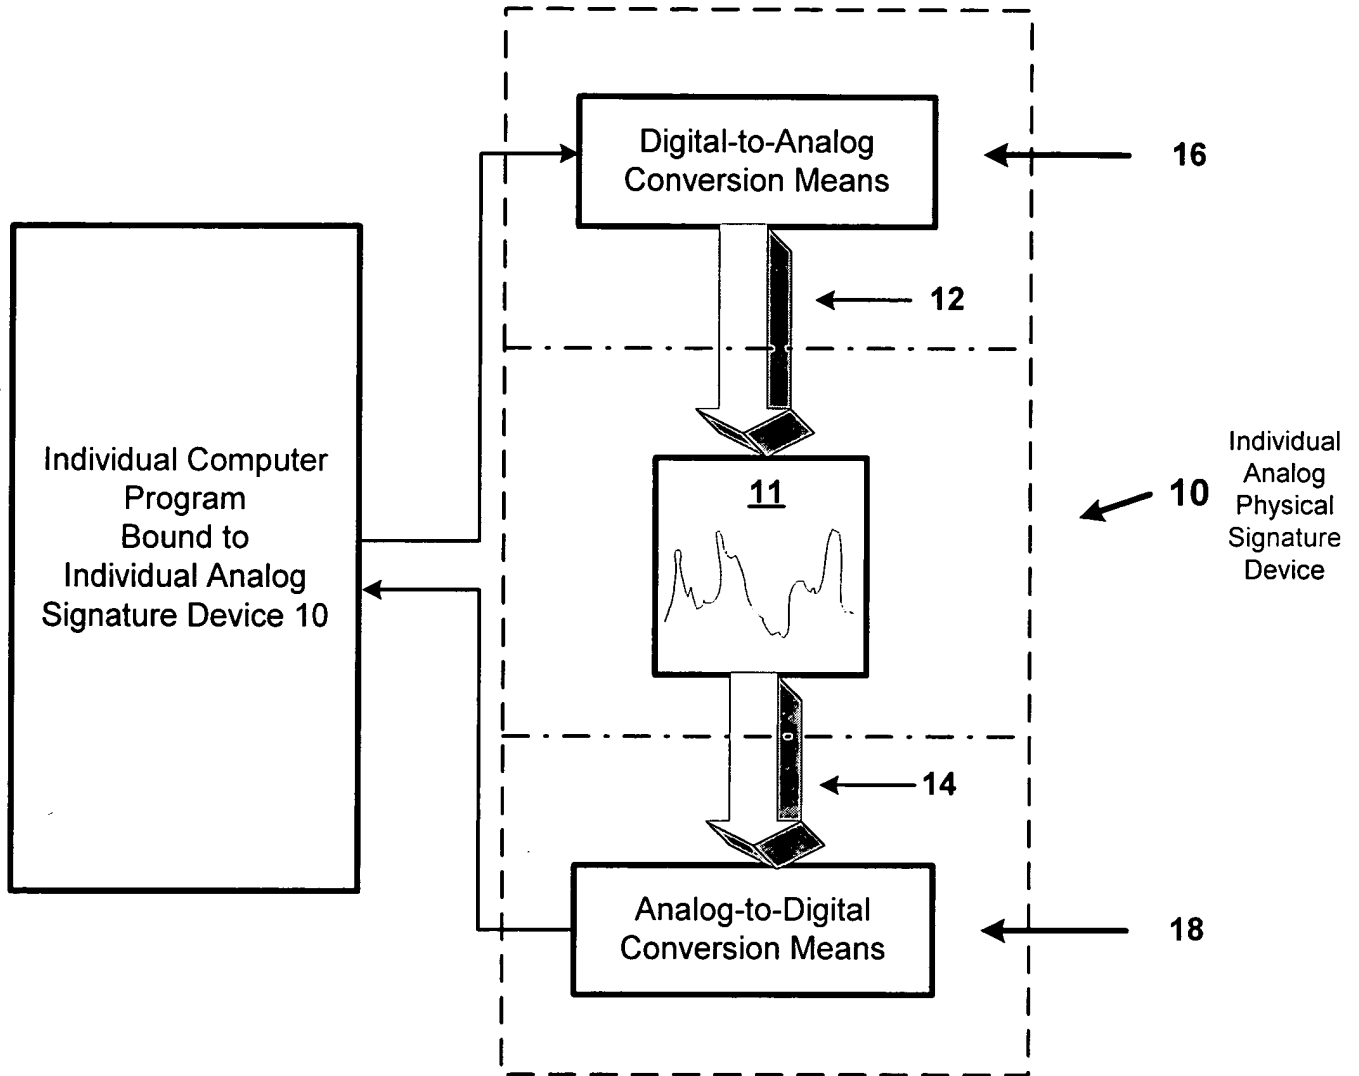 Digital-to-Analog
Conversion Means
16
12
Individual Computer
Program
Bound to
Individual Analog
Signature Device 10
11
10
Individual
Analog
Physical
Signature
Device
14
Analog-to-Digital
Conversion Means
18